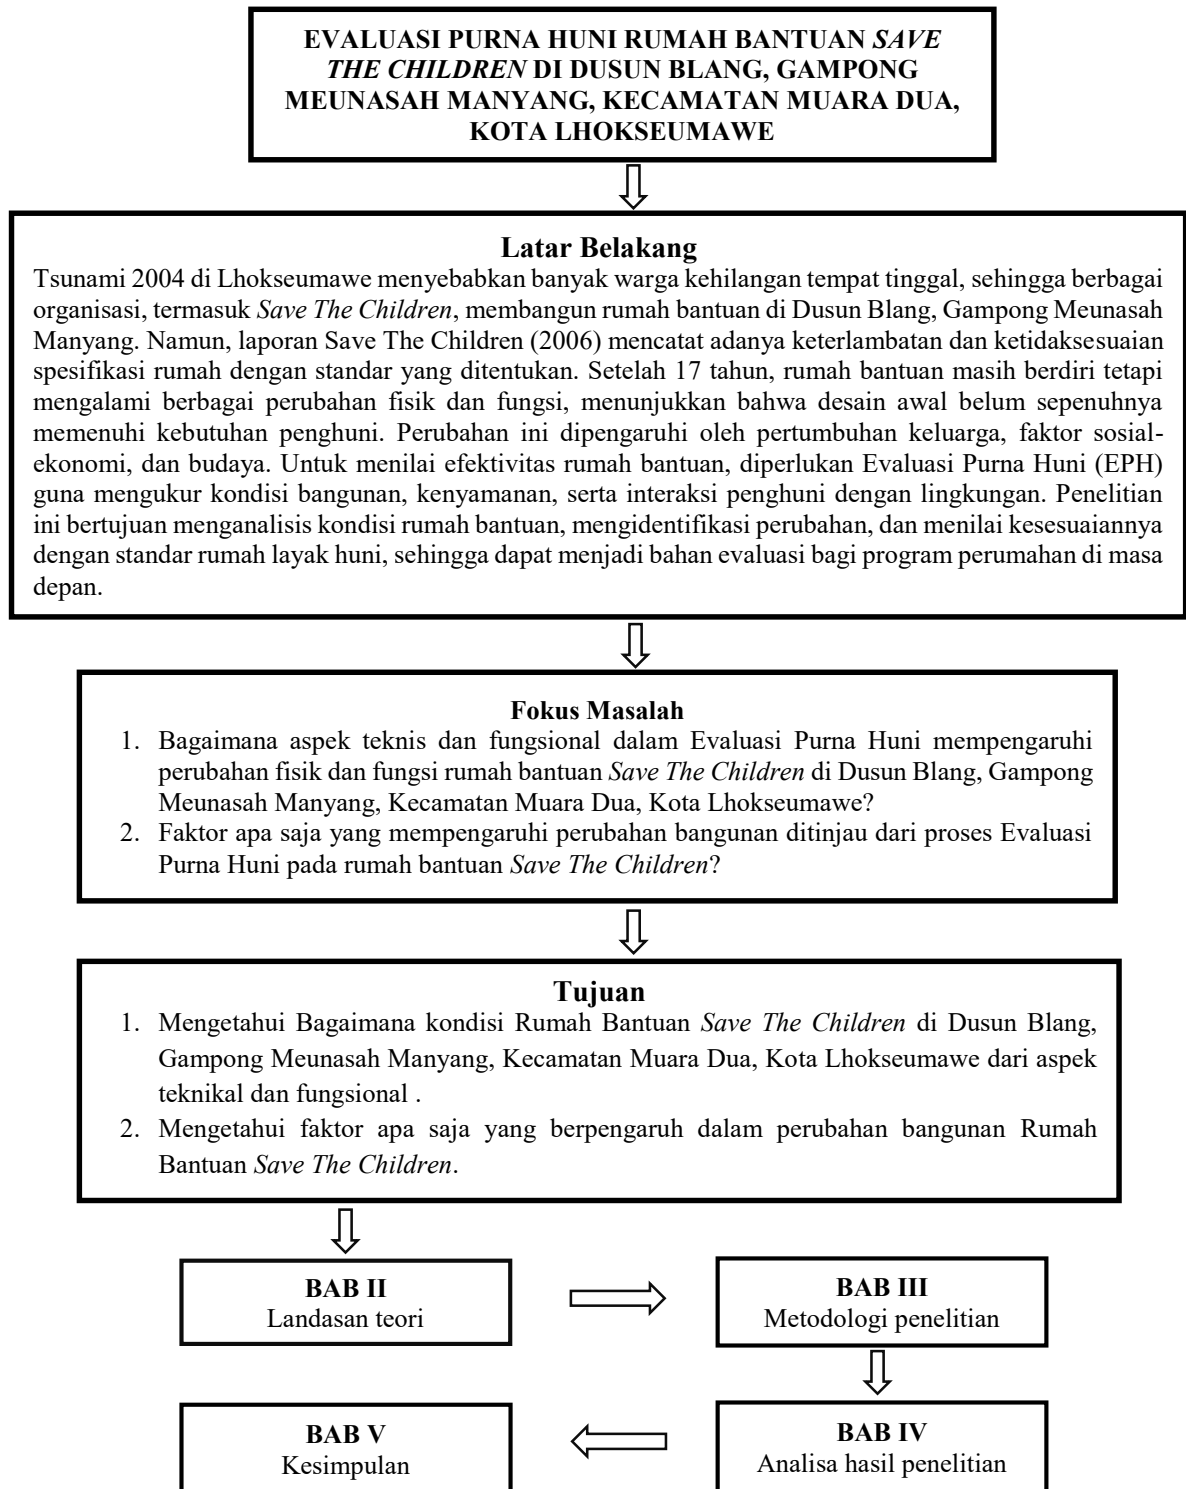 EVALUASI PURNA HUNI RUMAH BANTUAN SAVE
THE CHILDREN DI DUSUN BLANG, GAMPONG
MEUNASAH MANYANG, KECAMATAN MUARA DUA,
KOTA LHOKSEUMAWE
Latar Belakang
Tsunami 2004 di Lhokseumawe menyebabkan banyak warga kehilangan tempat tinggal, sehingga berbagai
organisasi, termasuk Save The Children, membangun rumah bantuan di Dusun Blang, Gampong Meunasah
Manyang. Namun, laporan Save The Children (2006) mencatat adanya keterlambatan dan ketidaksesuaian
spesifikasi rumah dengan standar yang ditentukan. Setelah 17 tahun, rumah bantuan masih berdiri tetapi
mengalami berbagai perubahan fisik dan fungsi, menunjukkan bahwa desain awal belum sepenuhnya
memenuhi kebutuhan penghuni. Perubahan ini dipengaruhi oleh pertumbuhan keluarga, faktor sosial-
ekonomi, dan budaya. Untuk menilai efektivitas rumah bantuan, diperlukan Evaluasi Purna Huni (EPH)
guna mengukur kondisi bangunan, kenyamanan, serta interaksi penghuni dengan lingkungan. Penelitian
ini bertujuan menganalisis kondisi rumah bantuan, mengidentifikasi perubahan, dan menilai kesesuaiannya
dengan standar rumah layak huni, sehingga dapat menjadi bahan evaluasi bagi program perumahan di masa
depan.
Fokus Masalah
1. Bagaimana aspek teknis dan fungsional dalam Evaluasi Purna Huni mempengaruhi
perubahan fisik dan fungsi rumah bantuan Save The Children di Dusun Blang, Gampong
Meunasah Manyang, Kecamatan Muara Dua, Kota Lhokseumawe?
2. Faktor apa saja yang mempengaruhi perubahan bangunan ditinjau dari proses Evaluasi
Purna Huni pada rumah bantuan Save The Children?
Tujuan
1. Mengetahui Bagaimana kondisi Rumah Bantuan Save The Children di Dusun Blang,
Gampong Meunasah Manyang, Kecamatan Muara Dua, Kota Lhokseumawe dari aspek
teknikal dan fungsional .
2. Mengetahui faktor apa saja yang berpengaruh dalam perubahan bangunan Rumah
Bantuan Save The Children.
BAB II
Landasan teori
BAB III
Metodologi penelitian
BAB IV
Analisa hasil penelitian
BAB V
Kesimpulan